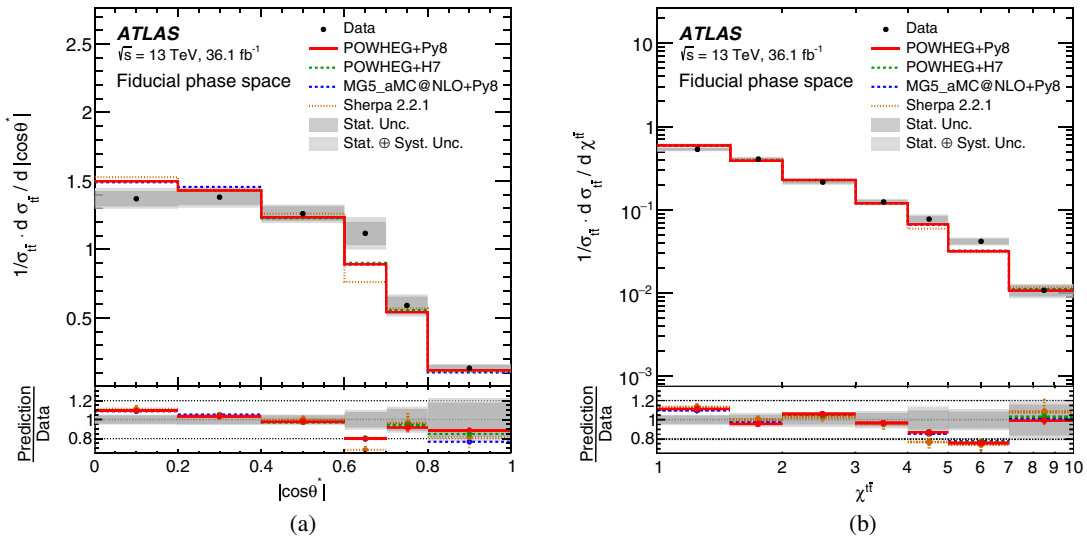 ATLAS
√s = 13 TeV, 36.1 fb⁻¹
Fiducial phase space
Data
POWHEG+Py8
POWHEG+H7
MG5_aMC@NLO+Py8
Sherpa 2.2.1
Stat. Unc.
Stat. ⊕ Syst. Unc.
1/σ_tt̄ · d σ_tt̄ / d |cosθ*|
2.5
2
1.5
1
0.5
Prediction
Data
1.2
1
0.8
0 0.2 0.4 0.6 0.8 1
|cosθ*|
(a)
ATLAS
√s = 13 TeV, 36.1 fb⁻¹
Fiducial phase space
Data
POWHEG+Py8
POWHEG+H7
MG5_aMC@NLO+Py8
Sherpa 2.2.1
Stat. Unc.
Stat. ⊕ Syst. Unc.
1/σ_tt̄ · d σ_tt̄ / d χ^tt̄
10
1
10⁻¹
10⁻²
10⁻³
Prediction
Data
1.2
1
0.8
1 2 3 4 5 6 7 8 9 10
χ^tt̄
(b)